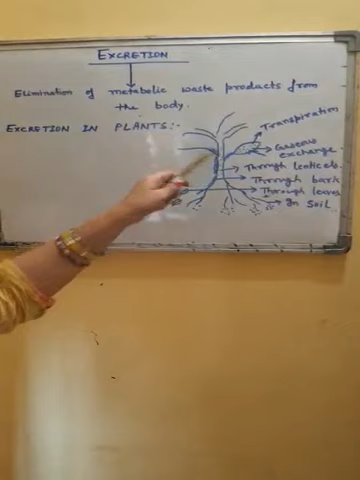 EXCRETION
Elimination of metabolic waste products from
the body.
EXCRETION IN PLANTS:-
Transpiration
Gaseous
exchange.
Through lenticels
Through bark
Through leaves
In Soil